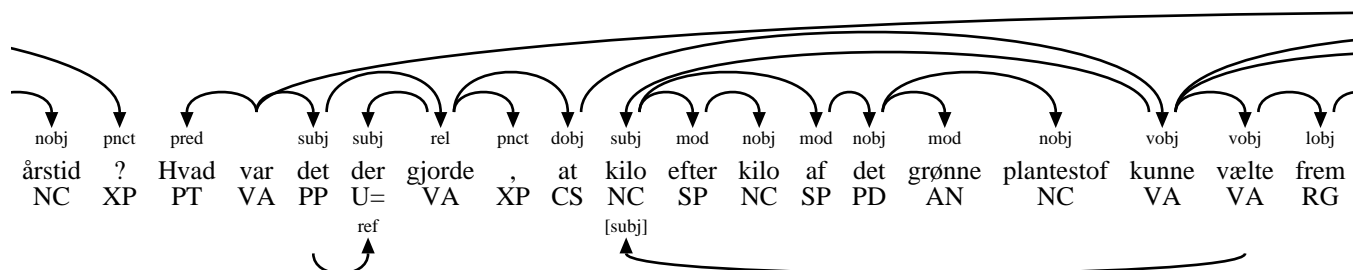 nobj pnct pred subj subj rel pnct dobj subj mod nobj mod nobj mod nobj vobj vobj lobj
årstid ? Hvad var det der gjorde , at kilo efter kilo af det grønne plantestof kunne vælte frem
NC XP PT VA PP U= VA XP CS NC SP NC SP PD AN NC VA VA RG
ref [subj]